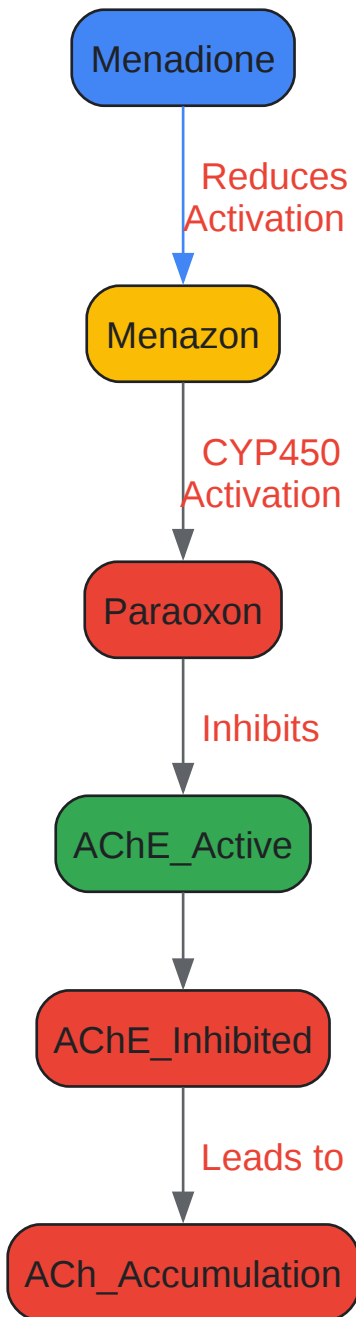 Menadione
Reduces
Activation
Menazon
CYP450
Activation
Paraoxon
Inhibits
AChE_Active
AChE_Inhibited
Leads to
ACh_Accumulation